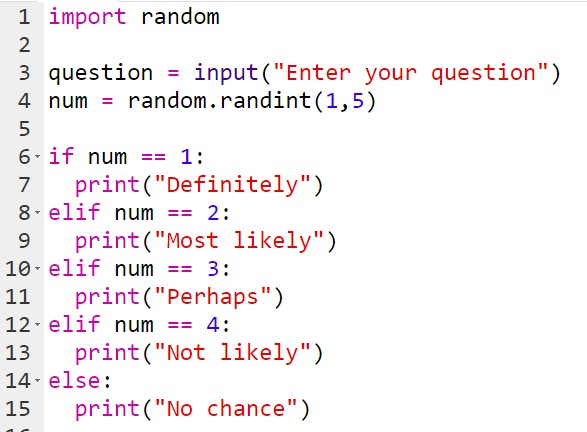 1 import random
2
3 question = input("Enter your question")
4 num = random.randint(1,5)
5
6 if num == 1:
7   print("Definitely")
8 elif num == 2:
9   print("Most likely")
10 elif num == 3:
11   print("Perhaps")
12 elif num == 4:
13   print("Not likely")
14 else:
15   print("No chance")